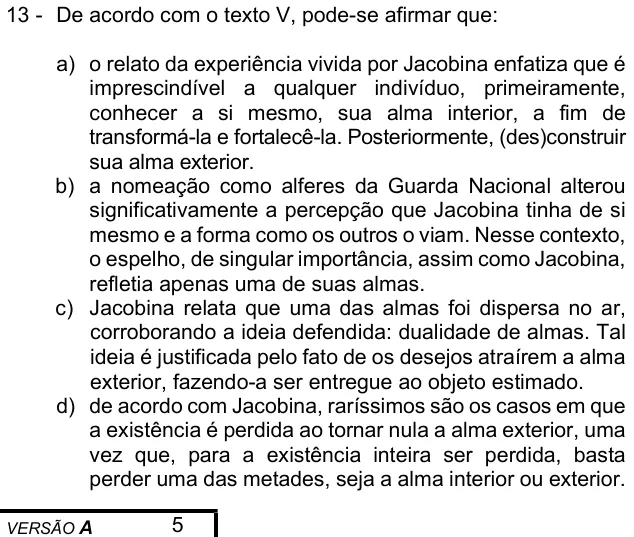 13 - De acordo com o texto V, pode-se afirmar que:
a) o relato da experiência vivida por Jacobina enfatiza que é
imprescindível a qualquer indivíduo, primeiramente,
conhecer a si mesmo, sua alma interior, a fim de
transformá-la e fortalecê-la. Posteriormente, (des)construir
sua alma exterior.
b) a nomeação como alferes da Guarda Nacional alterou
significativamente a percepção que Jacobina tinha de si
mesmo e a forma como os outros o viam. Nesse contexto,
o espelho, de singular importância, assim como Jacobina,
refletia apenas uma de suas almas.
c) Jacobina relata que uma das almas foi dispersa no ar,
corroborando a ideia defendida: dualidade de almas. Tal
ideia é justificada pelo fato de os desejos atraírem a alma
exterior, fazendo-a ser entregue ao objeto estimado.
d) de acordo com Jacobina, raríssimos são os casos em que
a existência é perdida ao tornar nula a alma exterior, uma
vez que, para a existência inteira ser perdida, basta
perder uma das metades, seja a alma interior ou exterior.
VERSÃO A 5